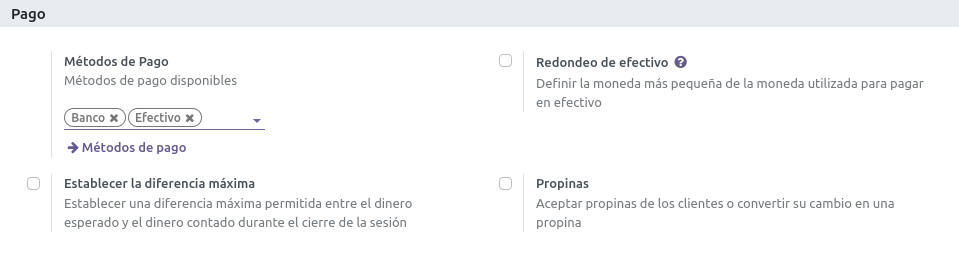 Pago
Métodos de Pago
Métodos de pago disponibles
Banco
Efectivo
Métodos de pago
Redondeo de efectivo
Definir la moneda más pequeña de la moneda utilizada para pagar
en efectivo
Establecer la diferencia máxima
Establecer una diferencia máxima permitida entre el dinero
esperado y el dinero contado durante el cierre de la sesión
Propinas
Aceptar propinas de los clientes o convertir su cambio en una
propina